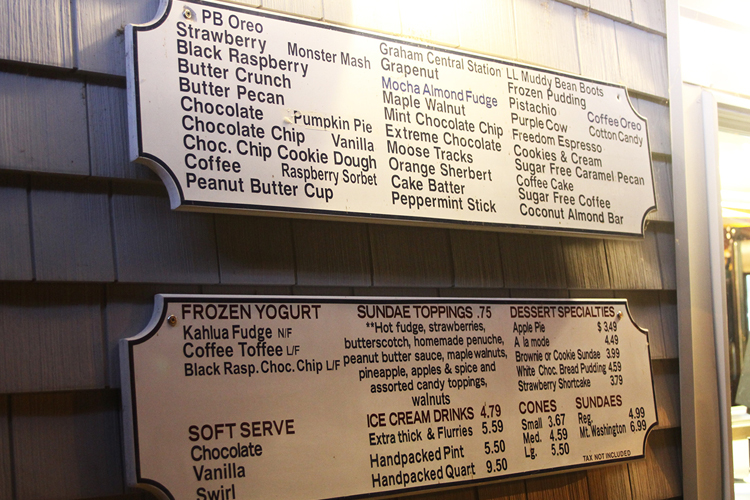 PB Oreo
Strawberry
Monster Mash
Black Raspberry
Butter Crunch
Butter Pecan
Chocolate
Pumpkin Pie
Chocolate Chip
Vanilla
Choc. Chip Cookie Dough
Coffee
Raspberry Sorbet
Peanut Butter Cup
Graham Central Station
Grapenut
Mocha Almond Fudge
Maple Walnut
Mint Chocolate Chip
Extreme Chocolate
Moose Tracks
Orange Sherbert
Cake Batter
Peppermint Stick
LL Muddy Bean Boots
Frozen Pudding
Pistachio
Coffee Oreo
Purple Cow
Cotton Candy
Freedom Espresso
Cookies & Cream
Sugar Free Caramel Pecan
Coffee Cake
Sugar Free Coffee
Coconut Almond Bar
FROZEN YOGURT
Kahlua Fudge N/F
Coffee Toffee L/F
Black Rasp. Choc. Chip L/F
SOFT SERVE
Chocolate
Vanilla
Swirl
SUNDAE TOPPINGS .75
**Hot fudge, strawberries,
butterscotch, homemade penuche,
peanut butter sauce, maple walnuts,
pineapple, apples & spice and
assorted candy toppings,
walnuts
ICE CREAM DRINKS 4.79
Extra thick & Flurries 5.59
Handpacked Pint 5.50
Handpacked Quart 9.50
DESSERT SPECIALTIES
Apple Pie $3.49
A la mode 4.49
Brownie or Cookie Sundae 3.99
White Choc. Bread Pudding 4.59
Strawberry Shortcake 3.79
CONES
Small 3.67
Med. 4.59
Lg. 5.50
SUNDAES
Reg. 4.99
Mt. Washington 6.99
TAX NOT INCLUDED